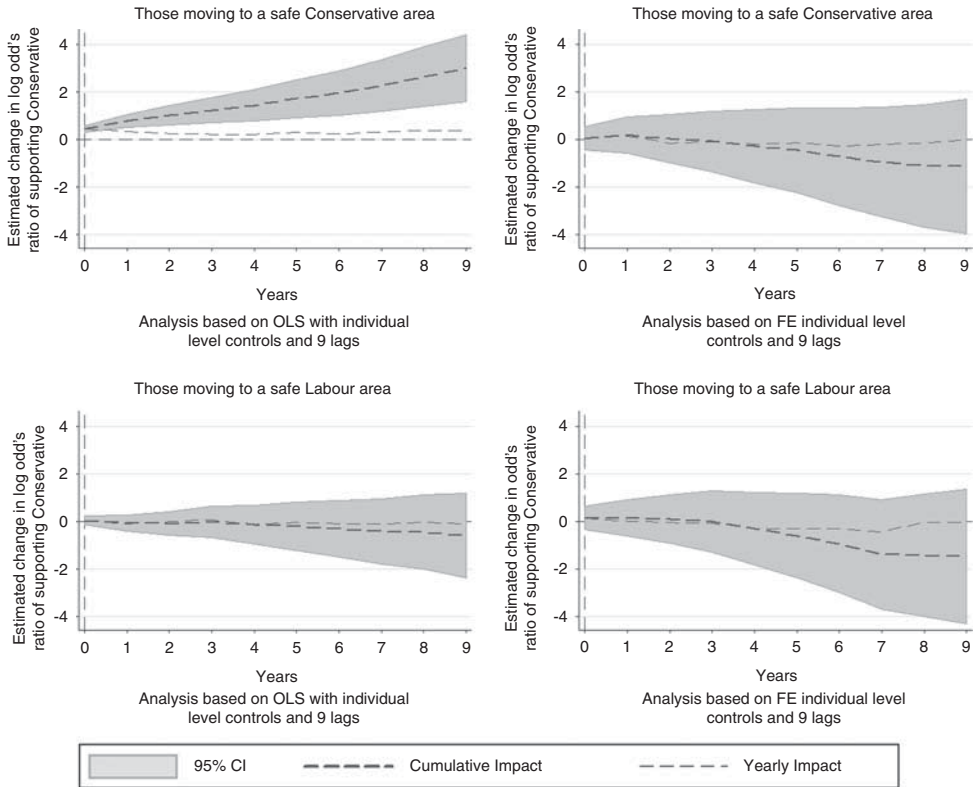 Those moving to a safe Conservative area
Estimated change in log odd's
ratio of supporting Conservative
4
2
0
-2
-4
0 1 2 3 4 5 6 7 8 9
Years
Analysis based on OLS with individual
level controls and 9 lags
Those moving to a safe Conservative area
Estimated change in odd's
ratio of supporting Conservative
4
2
0
-2
-4
0 1 2 3 4 5 6 7 8 9
Years
Analysis based on FE individual level
controls and 9 lags
Those moving to a safe Labour area
Estimated change in log odd's
ratio of supporting Conservative
4
2
0
-2
-4
0 1 2 3 4 5 6 7 8 9
Years
Analysis based on OLS with individual
level controls and 9 lags
Those moving to a safe Labour area
Estimated change in odd's
ratio of supporting Conservative
4
2
0
-2
-4
0 1 2 3 4 5 6 7 8 9
Years
Analysis based on FE individual level
controls and 9 lags
95% CI Cumulative Impact Yearly Impact